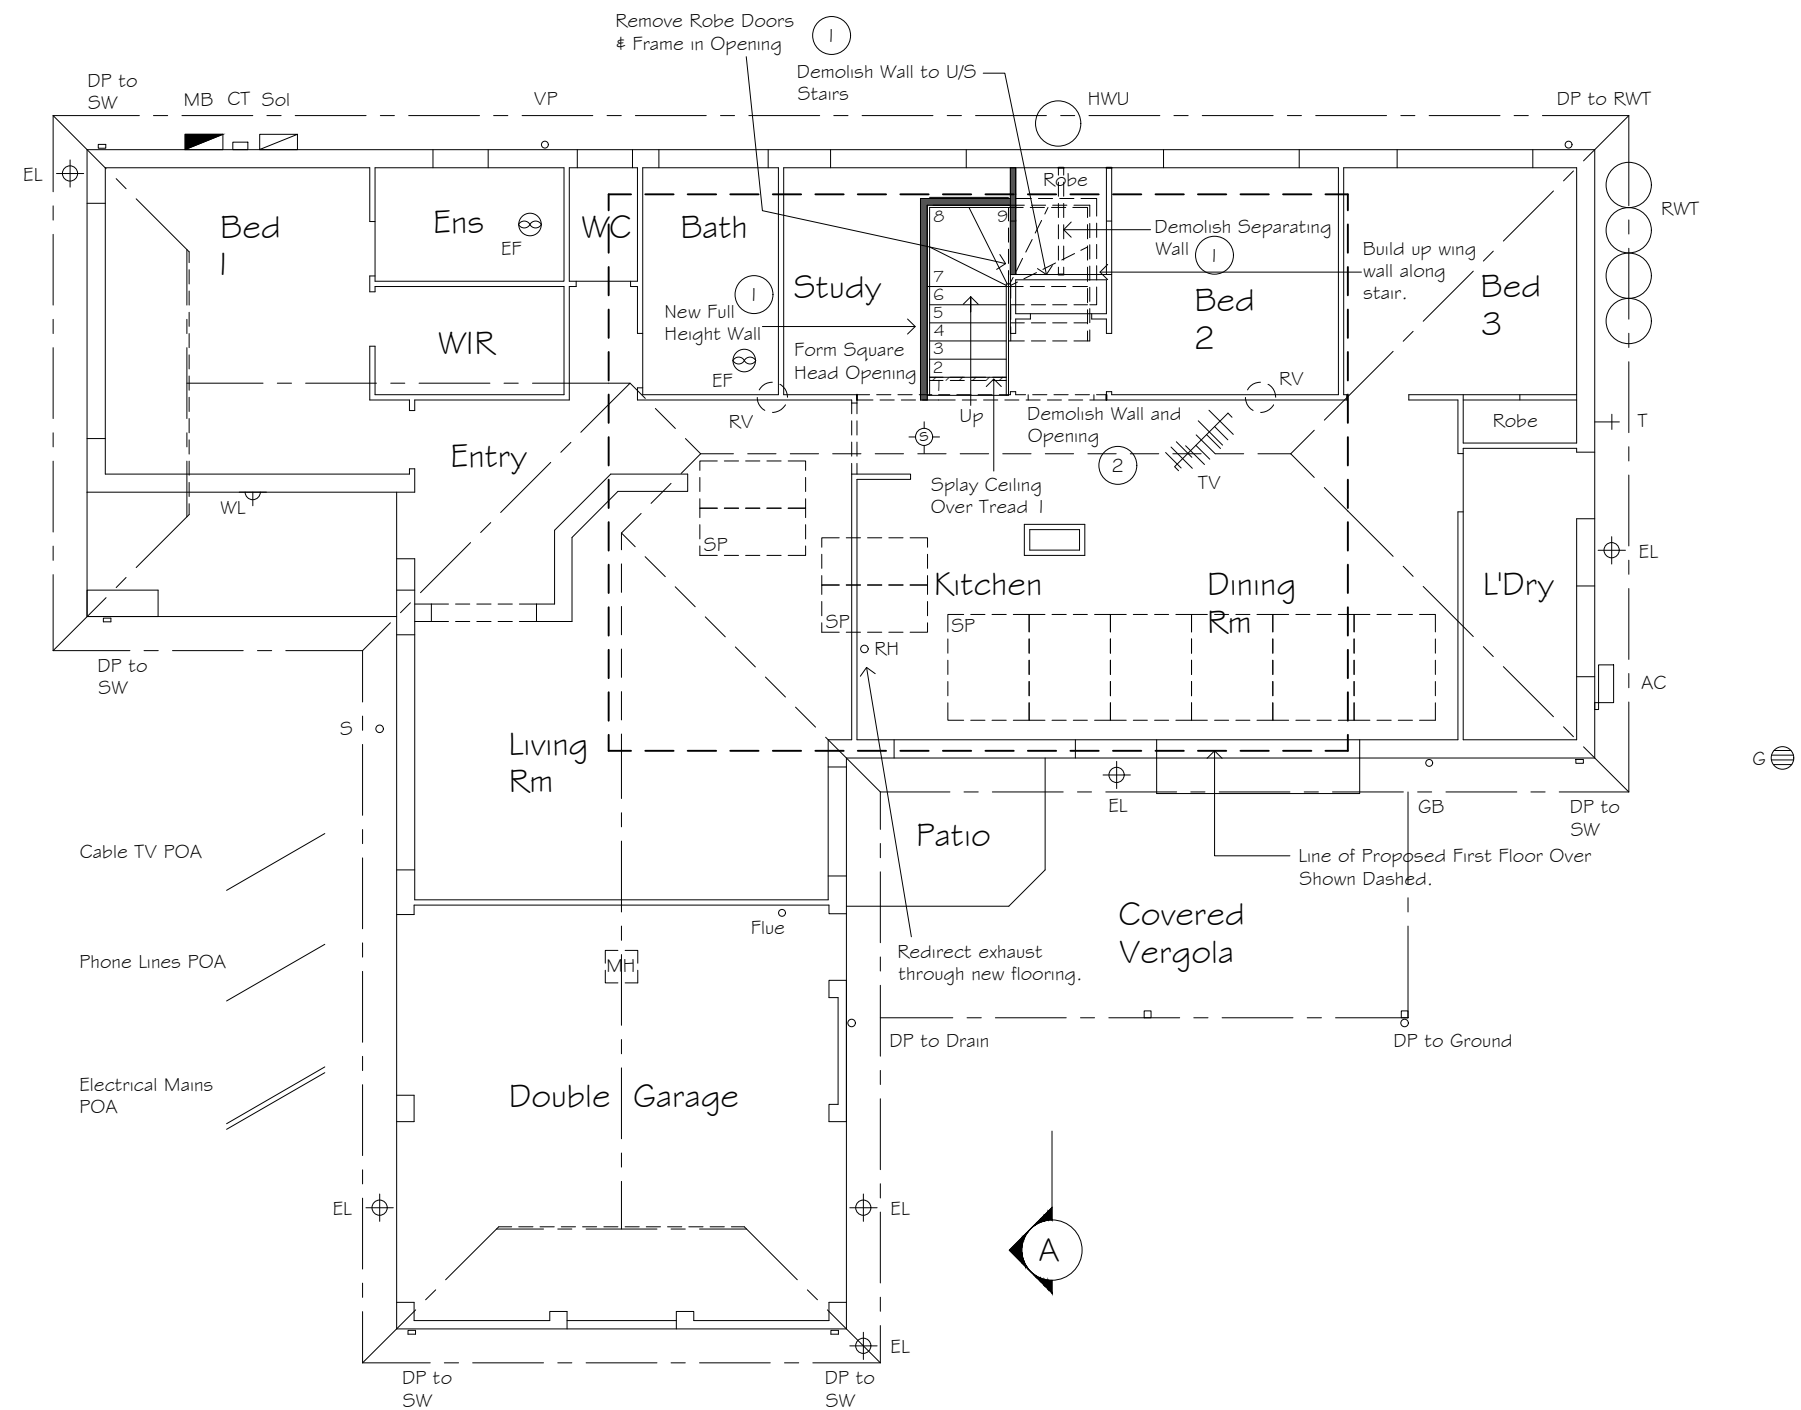 Remove Robe Doors
& Frame in Opening
1
Demolish Wall to U/S
Stairs
DP to
SW
MB
CT
Sol
VP
HWU
DP to RWT
EL
Robe
RWT
Bed
1
Ens
EF
WC
Bath
8
9
Demolish Separating
Wall
1
Build up wing
wall along
stair.
Study
7
6
5
4
3
2
1
Bed
2
Bed
3
1
New Full
Height Wall
EF
WIR
Form Square
Head Opening
RV
RV
Up
Demolish Wall and
Opening
Robe
T
S
2
Entry
TV
Splay Ceiling
Over Tread 1
WL
SP
EL
Kitchen
Dining
Rm
L'Dry
SP
SP
RH
DP to
SW
AC
S
Living
Rm
G
EL
GB
DP to
SW
Patio
Cable TV POA
Line of Proposed First Floor Over
Shown Dashed.
Covered
Vergola
Flue
Redirect exhaust
through new flooring.
Phone Lines POA
MH
DP to Drain
DP to Ground
Electrical Mains
POA
Double Garage
EL
EL
A
EL
DP to
SW
DP to
SW